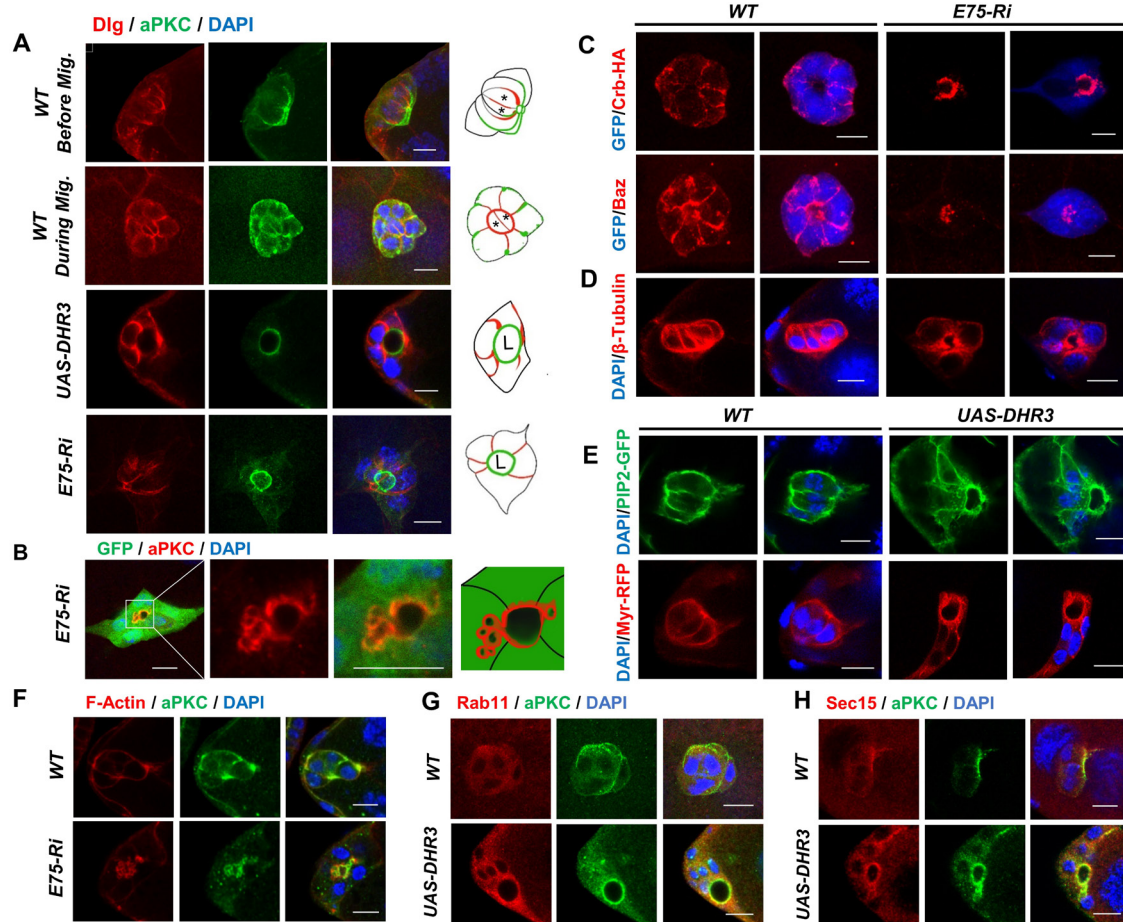 Dlg / aPKC / DAPI
A
WT
Before Mig.
* *
WT
During Mig.
* *
UAS-DHR3
L
E75-Ri
L
B
GFP / aPKC / DAPI
E75-Ri
WT
E75-Ri
C
GFP/Crb-HA
GFP/Baz
D
DAPI/β-Tubulin
WT
UAS-DHR3
E
DAPI/PIP2-GFP
DAPI/Myr-RFP
F
F-Actin / aPKC / DAPI
WT
E75-Ri
G
Rab11 / aPKC / DAPI
WT
UAS-DHR3
H
Sec15 / aPKC / DAPI
WT
UAS-DHR3